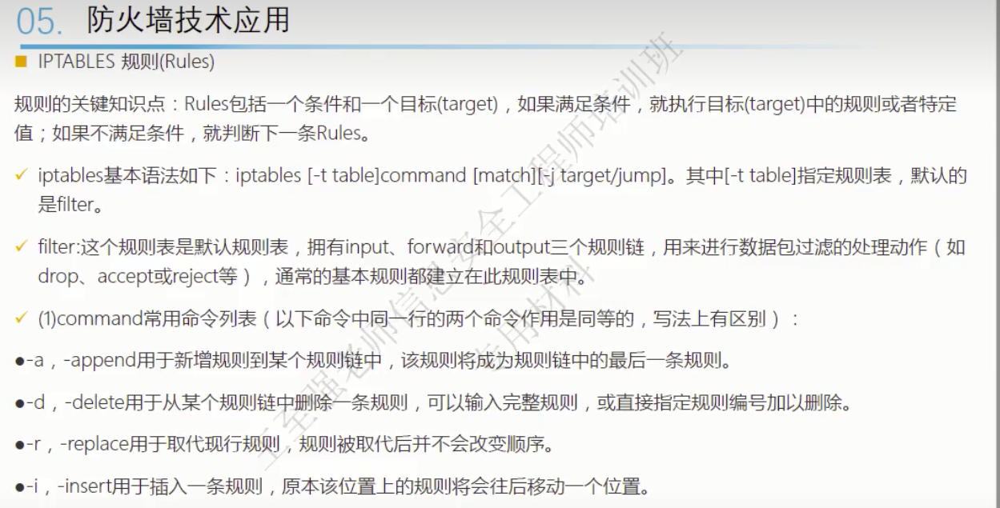 05. 防火墙技术应用
■ IPTABLES 规则(Rules)
规则的关键知识点：Rules包括一个条件和一个目标(target)，如果满足条件，就执行目标(target)中的规则或者特定
值；如果不满足条件，就判断下一条Rules。
✓ iptables基本语法如下：iptables [-t table]command [match][-j target/jump]。其中[-t table]指定规则表，默认的
是filter。
✓ filter:这个规则表是默认规则表，拥有input、forward和output三个规则链，用来进行数据包过滤的处理动作（如
drop、accept或reject等），通常的基本规则都建立在此规则表中。
✓ (1)command常用命令列表（以下命令中同一行的两个命令作用是同等的，写法上有区别）：
●-a，-append用于新增规则到某个规则链中，该规则将成为规则链中的最后一条规则。
●-d，-delete用于从某个规则链中删除一条规则，可以输入完整规则，或直接指定规则编号加以删除。
●-r，-replace用于取代现行规则，规则被取代后并不会改变顺序。
●-i，-insert用于插入一条规则，原本该位置上的规则将会往后移动一个位置。
老师信息安全工程师培训班
专用材料